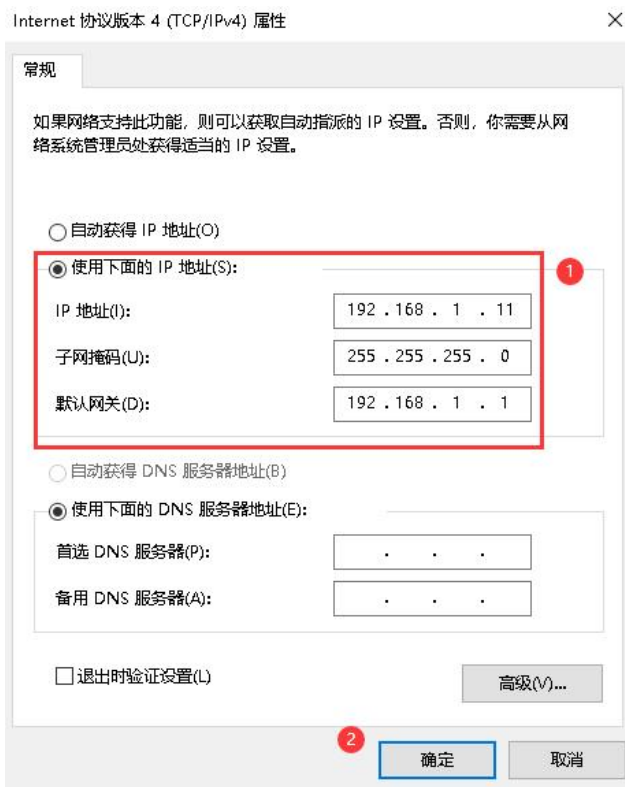 Internet 协议版本 4 (TCP/IPv4) 属性
常规
如果网络支持此功能，则可以获取自动指派的 IP 设置。否则，你需要从网
络系统管理员处获得适当的 IP 设置。
自动获得 IP 地址(O)
使用下面的 IP 地址(S):
1
IP 地址(I):
192 . 168 . 1 . 11
子网掩码(U):
255 . 255 . 255 . 0
默认网关(D):
192 . 168 . 1 . 1
自动获得 DNS 服务器地址(B)
使用下面的 DNS 服务器地址(E):
首选 DNS 服务器(P):
. . .
备用 DNS 服务器(A):
. . .
退出时验证设置(L)
高级(V)...
2
确定
取消